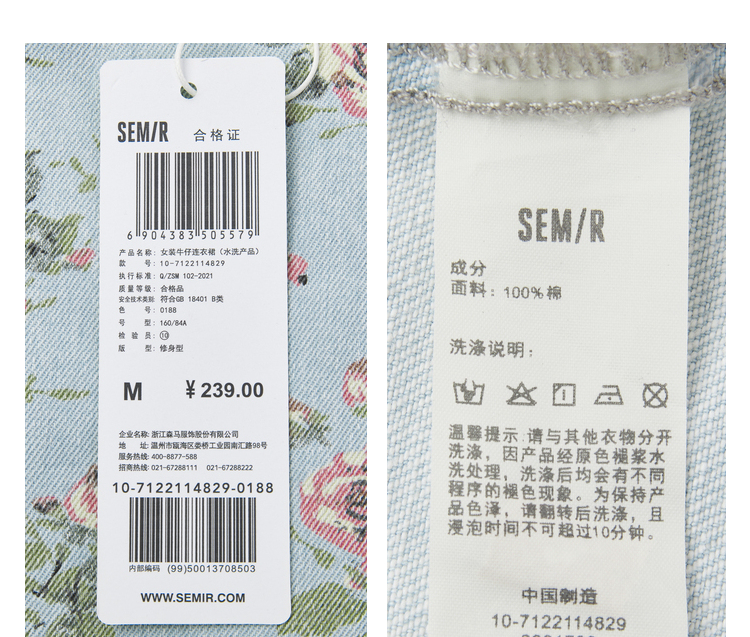 SEM/R 合格证
6 904383 505579
产品名称: 女装牛仔连衣裙（水洗产品）
款 号: 10-7122114829
执行标准: Q/ZSM 102-2021
质量等级: 合格品
安全技术类别: 符合GB 18401 B类
色 号: 0188
号 型: 160/84A
检 验 员: ⑩
版 型: 修身型
M ¥239.00
企业名称: 浙江森马服饰股份有限公司
地 址: 温州市瓯海区娄桥工业园南汇路98号
服务热线: 400-8877-588
招商热线: 021-67288111 021-67288222
10-7122114829-0188
内部编码 (99)50013708503
WWW.SEMIR.COM
SEM/R
成分
面料: 100%棉
洗涤说明:
温馨提示:请与其他衣物分开
洗涤，因产品经原色褪浆水
洗处理，洗涤后均会有不同
程序的褪色现象。为保持产
品色泽，请翻转后洗涤，且
浸泡时间不可超过10分钟。
中国制造
10-7122114829